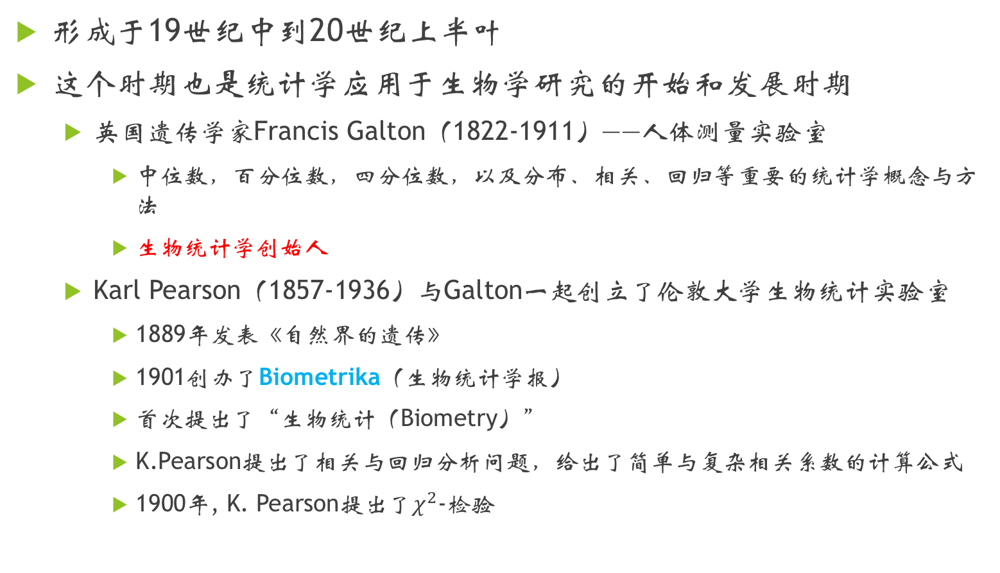 形成于19世纪中到20世纪上半叶
这个时期也是统计学应用于生物学研究的开始和发展时期
英国遗传学家Francis Galton（1822-1911）——人体测量实验室
中位数，百分位数，四分位数，以及分布、相关、回归等重要的统计学概念与方
法
生物统计学创始人
Karl Pearson（1857-1936）与Galton一起创立了伦敦大学生物统计实验室
1889年发表《自然界的遗传》
1901创办了Biometrika（生物统计学报）
首次提出了“生物统计（Biometry）”
K.Pearson提出了相关与回归分析问题，给出了简单与复杂相关系数的计算公式
1900年, K. Pearson提出了χ²-检验